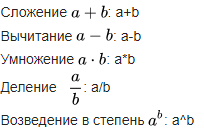 Сложение a + b: a+b
Вычитание a − b: a-b
Умножение a · b: a*b
Деление a/b: a/b
Возведение в степень a^b: a^b